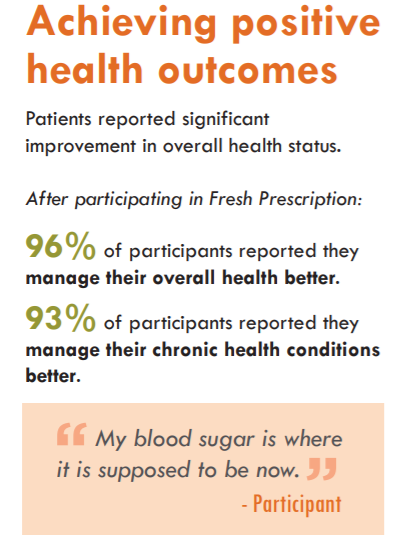 Achieving positive
health outcomes
Patients reported significant
improvement in overall health status.
After participating in Fresh Prescription:
96% of participants reported they
manage their overall health better.
93% of participants reported they
manage their chronic health conditions
better.
“ My blood sugar is where
it is supposed to be now. ”
- Participant